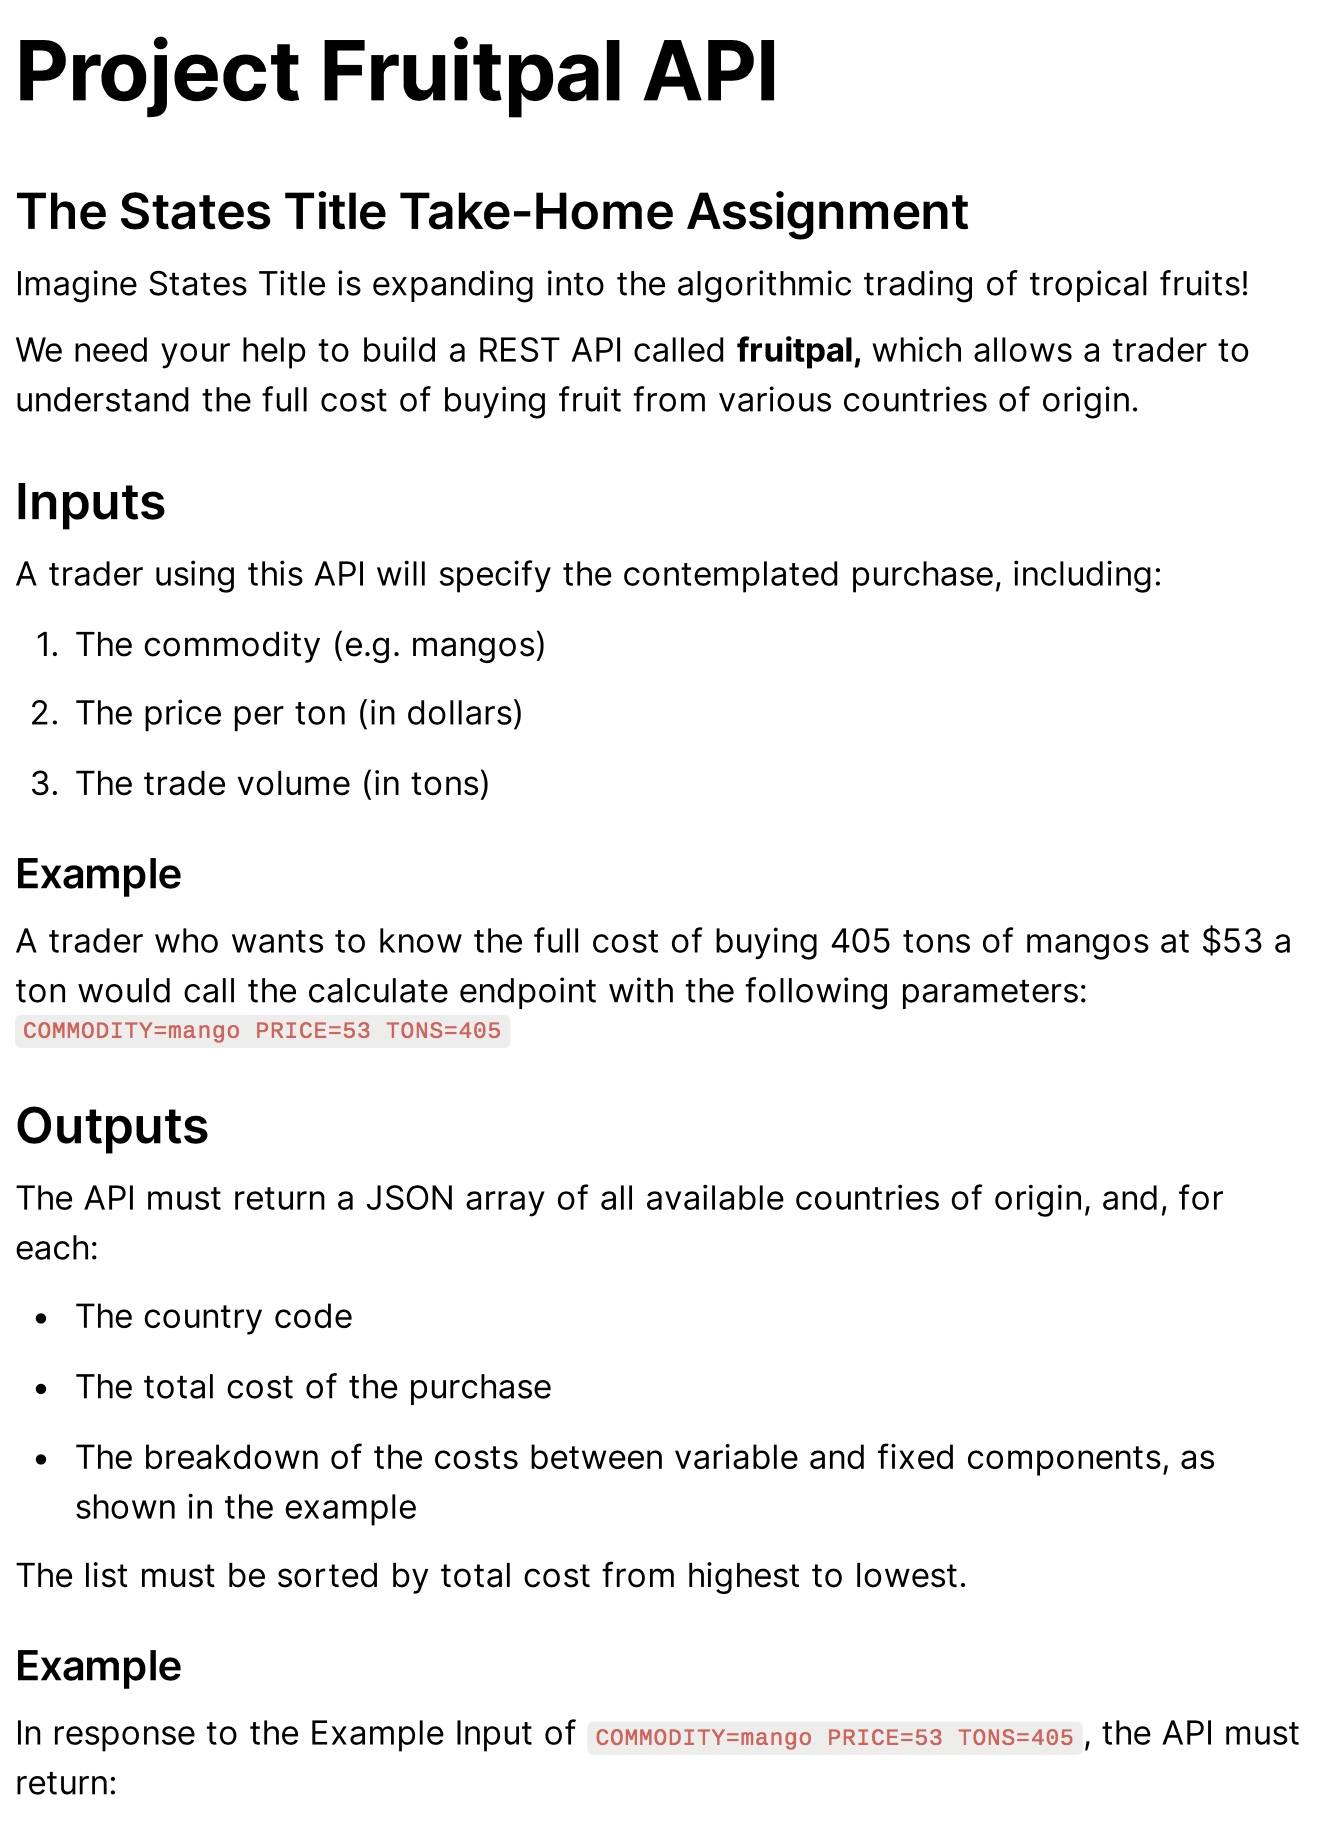 Project Fruitpal API
The States Title Take-Home Assignment
Imagine States Title is expanding into the algorithmic trading of tropical fruits!
We need your help to build a REST API called fruitpal, which allows a trader to
understand the full cost of buying fruit from various countries of origin.
Inputs
A trader using this API will specify the contemplated purchase, including:
1. The commodity (e.g. mangos)
2. The price per ton (in dollars)
3. The trade volume (in tons)
Example
A trader who wants to know the full cost of buying 405 tons of mangos at $53 a
ton would call the calculate endpoint with the following parameters:
COMMODITY=mango PRICE=53 TONS=405
Outputs
The API must return a JSON array of all available countries of origin, and, for
each:
• The country code
• The total cost of the purchase
• The breakdown of the costs between variable and fixed components, as
shown in the example
The list must be sorted by total cost from highest to lowest.
Example
In response to the Example Input of COMMODITY=mango PRICE=53 TONS=405, the API must
return: